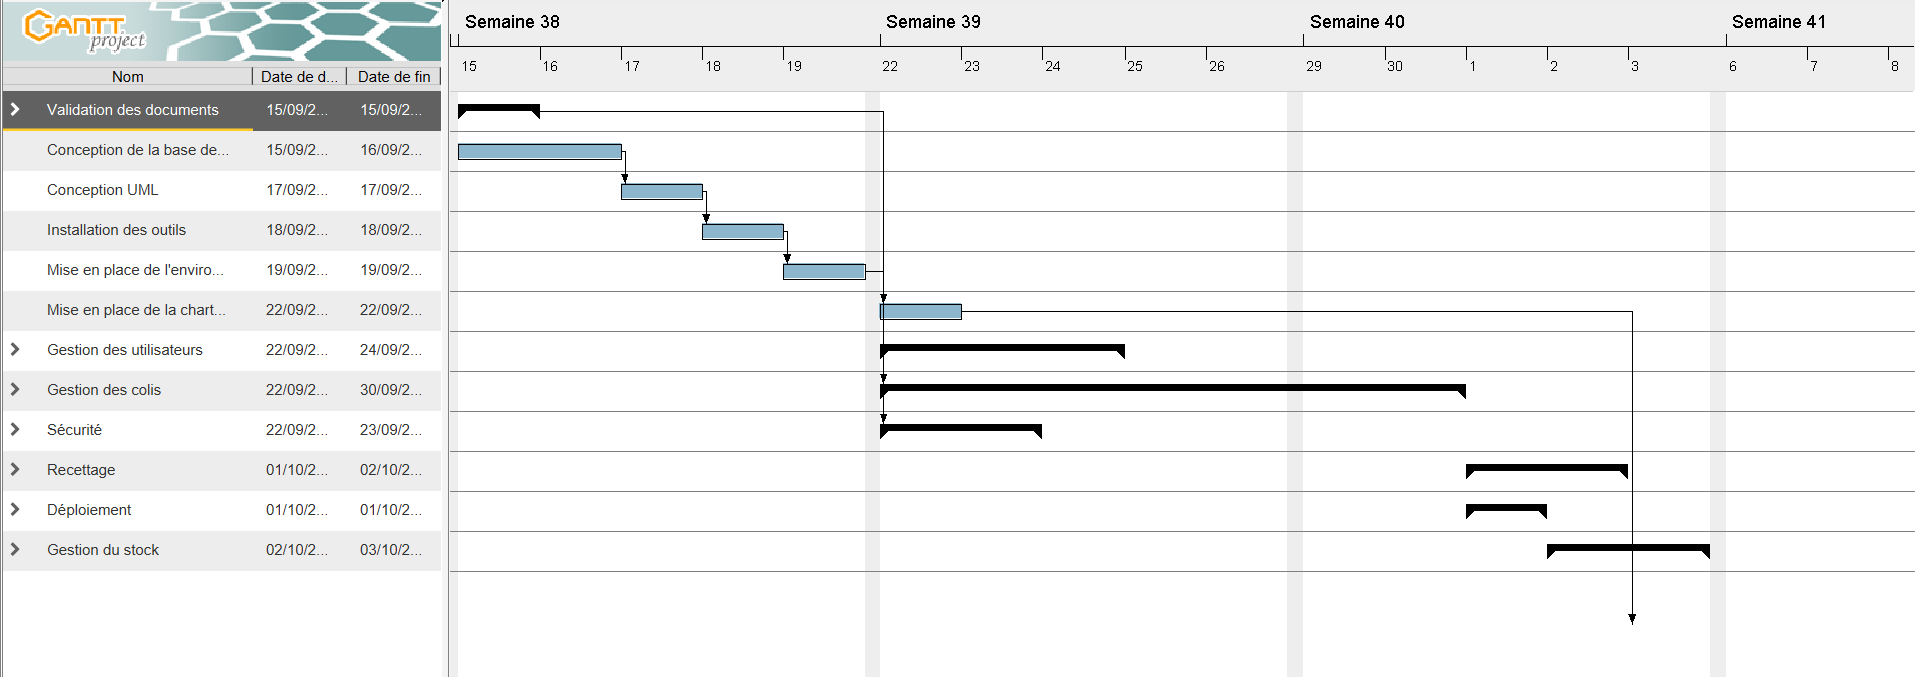 GANTT
project
Semaine 38 Semaine 39 Semaine 40 Semaine 41
15 16 17 18 19 22 23 24 25 26 29 30 1 2 3 6 7 8
Nom Date de d... Date de fin
Validation des documents 15/09/2... 15/09/2...
Conception de la base de... 15/09/2... 16/09/2...
Conception UML 17/09/2... 17/09/2...
Installation des outils 18/09/2... 18/09/2...
Mise en place de l'enviro... 19/09/2... 19/09/2...
Mise en place de la chart... 22/09/2... 22/09/2...
Gestion des utilisateurs 22/09/2... 24/09/2...
Gestion des colis 22/09/2... 30/09/2...
Sécurité 22/09/2... 23/09/2...
Recettage 01/10/2... 02/10/2...
Déploiement 01/10/2... 01/10/2...
Gestion du stock 02/10/2... 03/10/2...